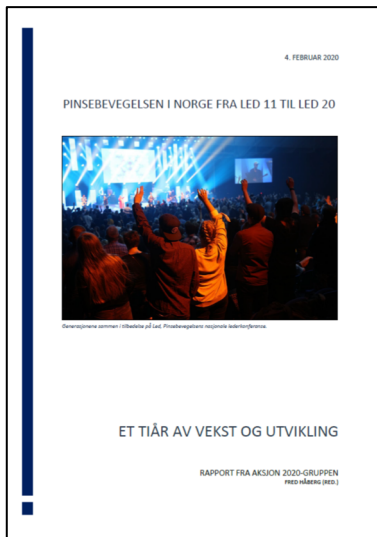 4. FEBRUAR 2020
PINSEBEVEGELSEN I NORGE FRA LED 11 TIL LED 20
Generasjonene sammen i tilbedelse på Led, Pinsebevegelsens nasjonale lederkonferanse.
ET TIÅR AV VEKST OG UTVIKLING
RAPPORT FRA AKSJON 2020-GRUPPEN
FRED HÅBERG (RED.)